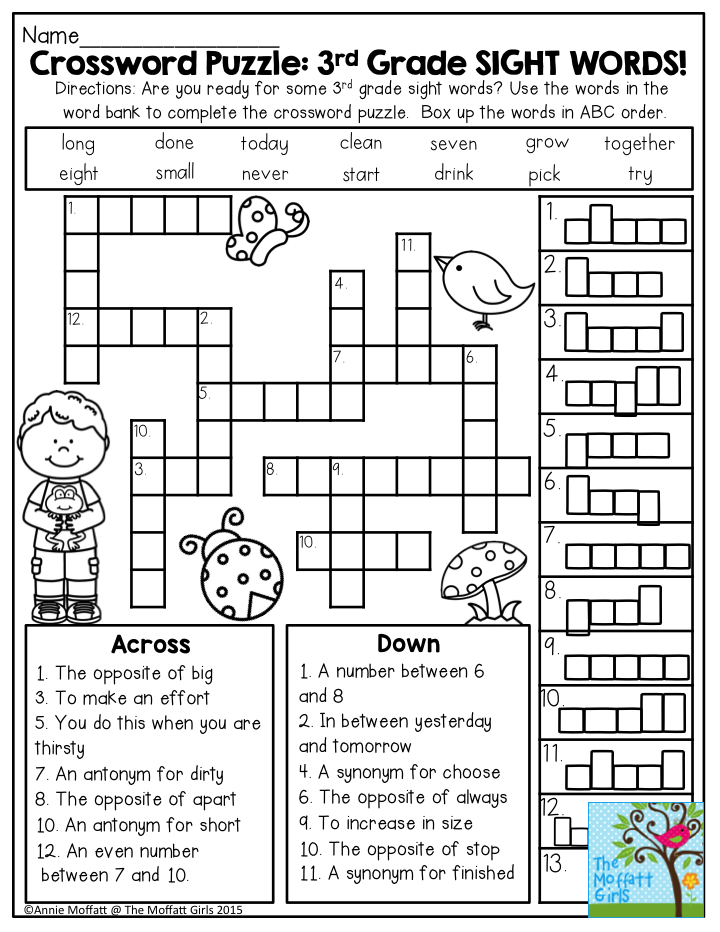 Name
Crossword Puzzle: 3rd Grade SIGHT WORDS!
Directions: Are you ready for some 3rd grade sight words? Use the words in the
word bank to complete the crossword puzzle. Box up the words in ABC order.
long done today clean seven grow together
eight small never start drink pick try
1.
11.
4.
12. 2.
7. 6.
5.
10.
3. 8. 9.
10.
1.
2.
3.
4.
5.
6.
7.
8.
9.
10.
11.
12.
13.
Across
1. The opposite of big
3. To make an effort
5. You do this when you are
thirsty
7. An antonym for dirty
8. The opposite of apart
10. An antonym for short
12. An even number
between 7 and 10.
Down
1. A number between 6
and 8
2. In between yesterday
and tomorrow
4. A synonym for choose
6. The opposite of always
9. To increase in size
10. The opposite of stop
11. A synonym for finished
The
Moffatt
Girls
©Annie Moffatt @ The Moffatt Girls 2015